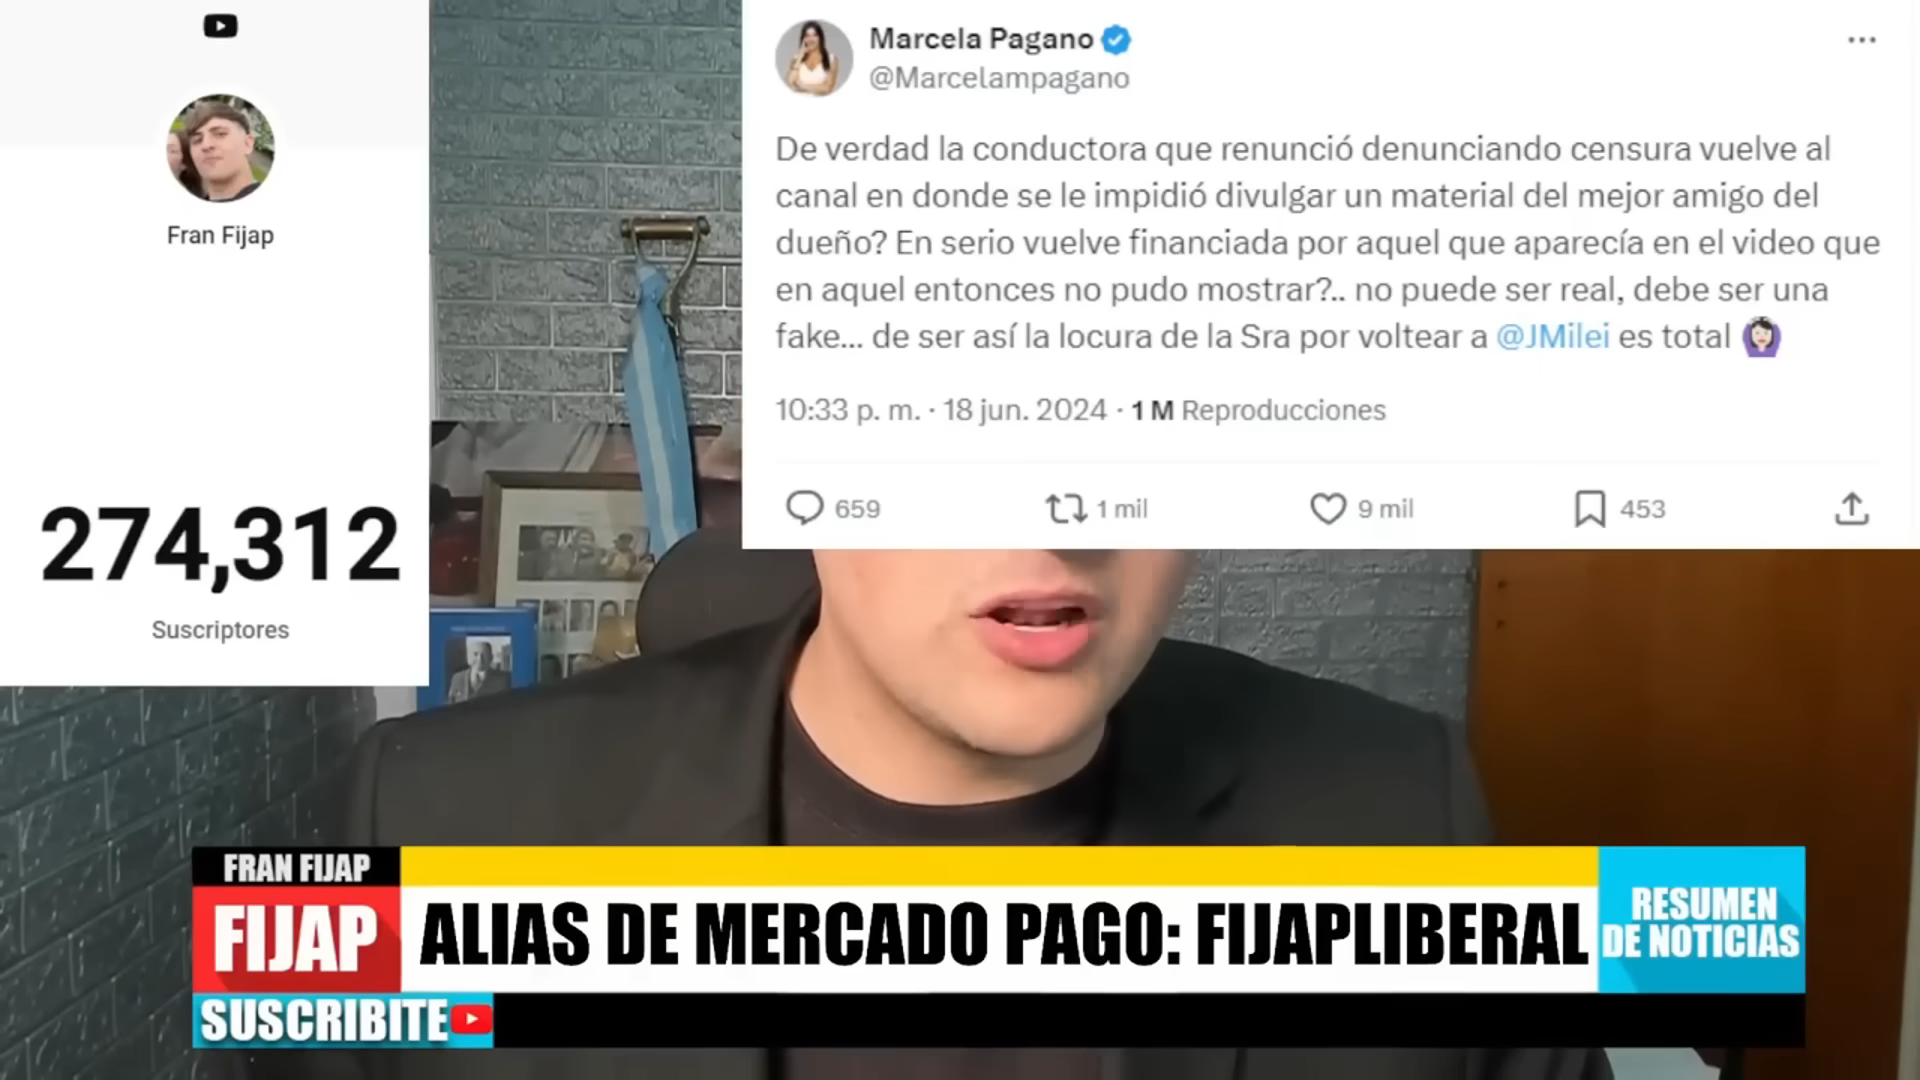 Fran Fijap
274,312
Suscriptores
Marcela Pagano
@Marcelampagano
De verdad la conductora que renunció denunciando censura vuelve al
canal en donde se le impidió divulgar un material del mejor amigo del
dueño? En serio vuelve financiada por aquel que aparecía en el video que
en aquel entonces no pudo mostrar?.. no puede ser real, debe ser una
fake... de ser así la locura de la Sra por voltear a @JMilei es total
10:33 p. m. · 18 jun. 2024 · 1 M Reproducciones
659 1 mil 9 mil 453
FRAN FIJAP
FIJAP
ALIAS DE MERCADO PAGO: FIJAPLIBERAL
RESUMEN
DE NOTICIAS
SUSCRIBITE